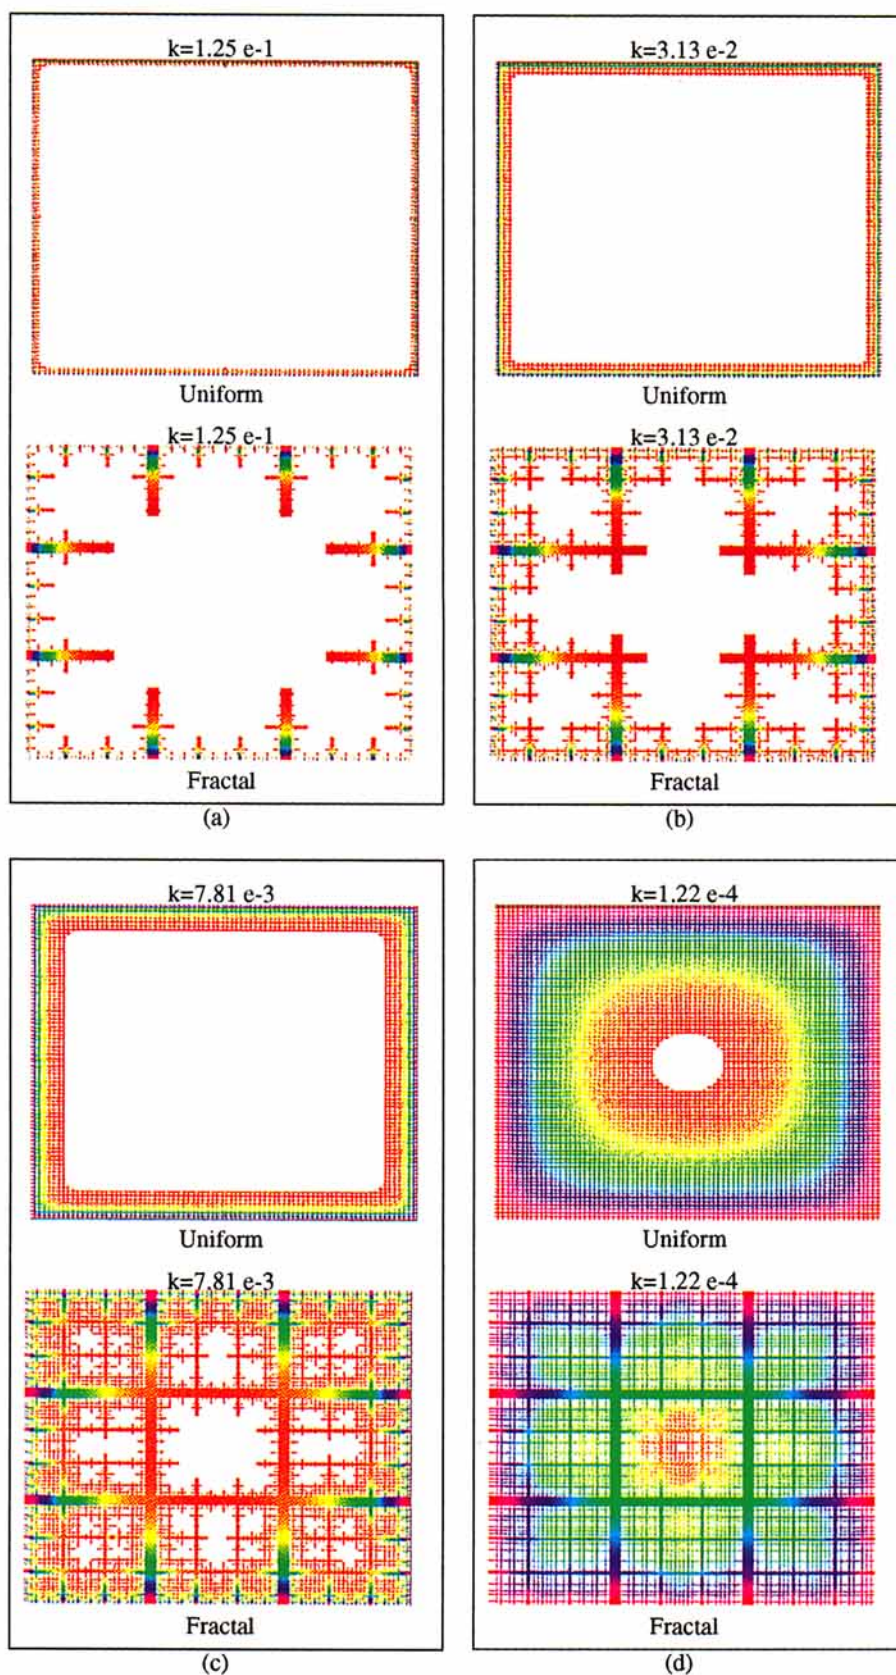 k=1.25 e-1
Uniform
k=1.25 e-1
Fractal
(a)
k=3.13 e-2
Uniform
k=3.13 e-2
Fractal
(b)
k=7.81 e-3
Uniform
k=7.81 e-3
Fractal
(c)
k=1.22 e-4
Uniform
k=1.22 e-4
Fractal
(d)